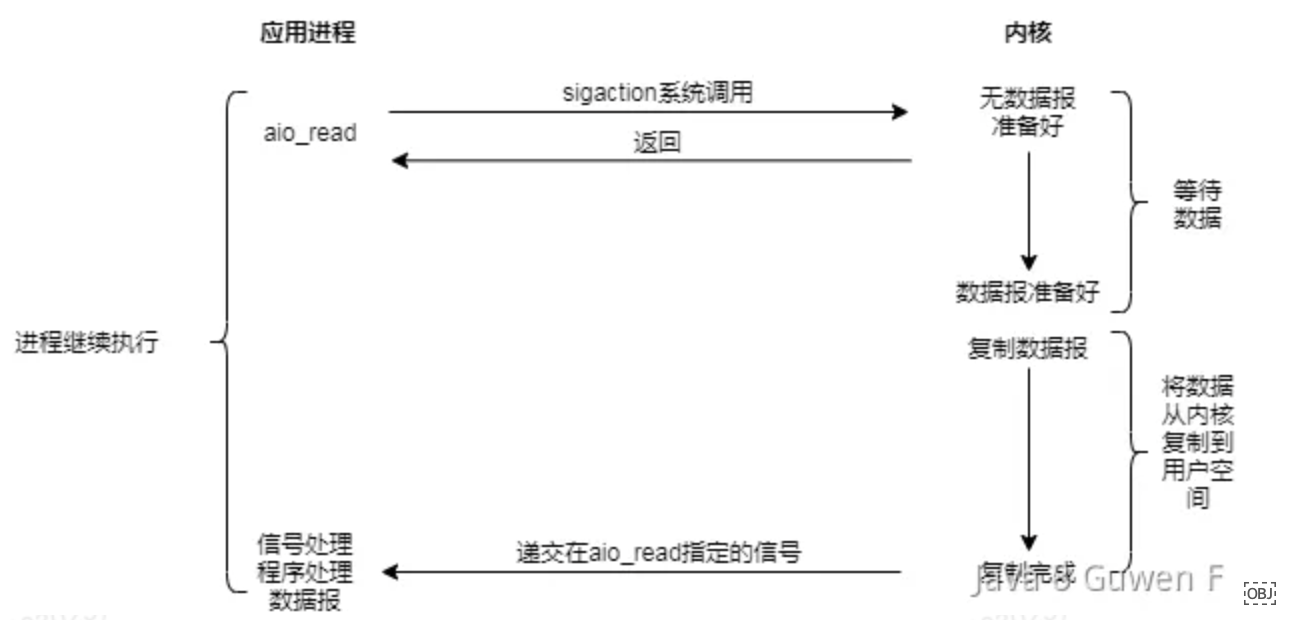 应用进程
内核
sigaction系统调用
无数据报
准备好
aio_read
返回
等待
数据
数据报准备好
进程继续执行
复制数据报
将数据
从内核
复制到
用户空
间
信号处理
程序处理
数据报
递交在aio_read指定的信号
复制完成
OBJ